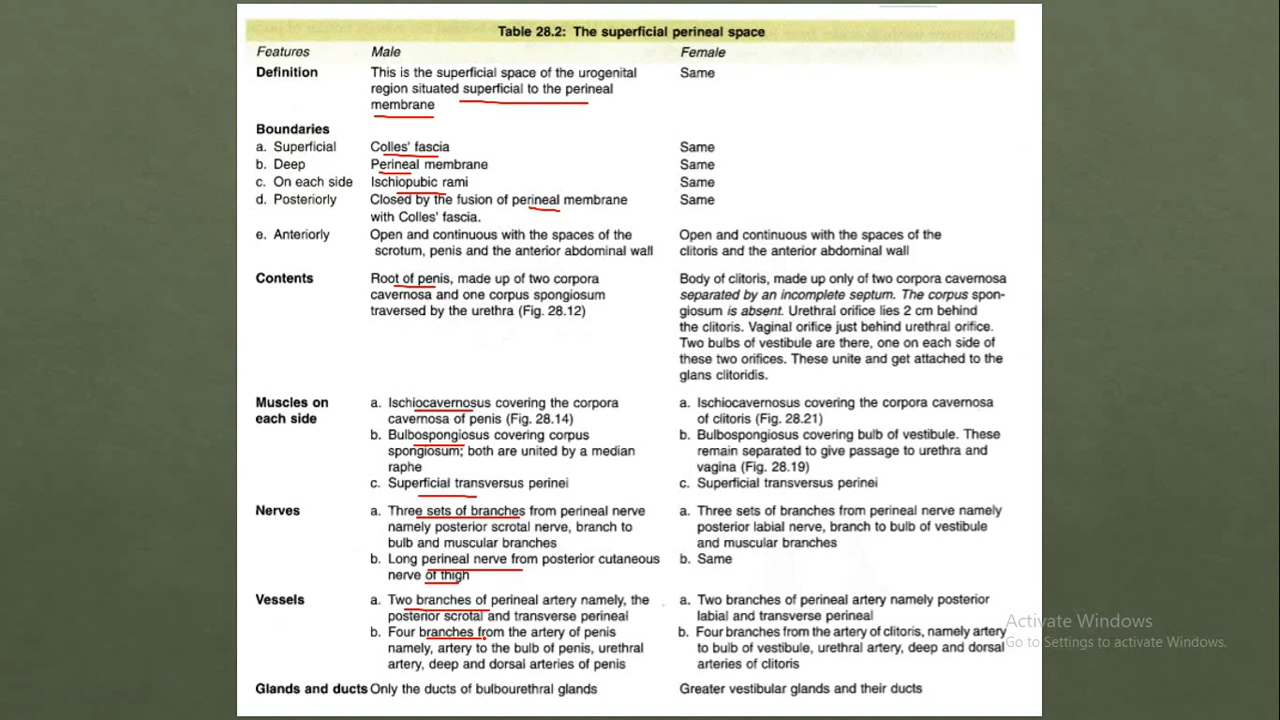 Table 28.2: The superficial perineal space
Features Male Female
Definition This is the superficial space of the urogenital Same
region situated superficial to the perineal
membrane
Boundaries
a. Superficial Colles' fascia Same
b. Deep Perineal membrane Same
c. On each side Ischiopubic rami Same
d. Posteriorly Closed by the fusion of perineal membrane Same
with Colles' fascia.
e. Anteriorly Open and continuous with the spaces of the Open and continuous with the spaces of the
scrotum, penis and the anterior abdominal wall clitoris and the anterior abdominal wall
Contents Root of penis, made up of two corpora Body of clitoris, made up only of two corpora cavernosa
cavernosa and one corpus spongiosum separated by an incomplete septum. The corpus spon-
traversed by the urethra (Fig. 28.12) giosum is absent. Urethral orifice lies 2 cm behind
the clitoris. Vaginal orifice just behind urethral orifice.
Two bulbs of vestibule are there, one on each side of
these two orifices. These unite and get attached to the
glans clitoridis.
Muscles on a. Ischiocavernosus covering the corpora a. Ischiocavernosus covering the corpora cavernosa
each side cavernosa of penis (Fig. 28.14) of clitoris (Fig. 28.21)
b. Bulbospongiosus covering corpus b. Bulbospongiosus covering bulb of vestibule. These
spongiosum; both are united by a median remain separated to give passage to urethra and
raphe vagina (Fig. 28.19)
c. Superficial transversus perinei c. Superficial transversus perinei
Nerves a. Three sets of branches from perineal nerve a. Three sets of branches from perineal nerve namely
namely posterior scrotal nerve, branch to posterior labial nerve, branch to bulb of vestibule
bulb and muscular branches and muscular branches
b. Long perineal nerve from posterior cutaneous b. Same
nerve of thigh
Vessels a. Two branches of perineal artery namely, the a. Two branches of perineal artery namely posterior
posterior scrotal and transverse perineal labial and transverse perineal
b. Four branches from the artery of penis b. Four branches from the artery of clitoris, namely artery
namely, artery to the bulb of penis, urethral to bulb of vestibule, urethral artery, deep and dorsal
artery, deep and dorsal arteries of penis arteries of clitoris
Glands and ducts Only the ducts of bulbourethral glands Greater vestibular glands and their ducts
Activate Windows
Go to Settings to activate Windows.